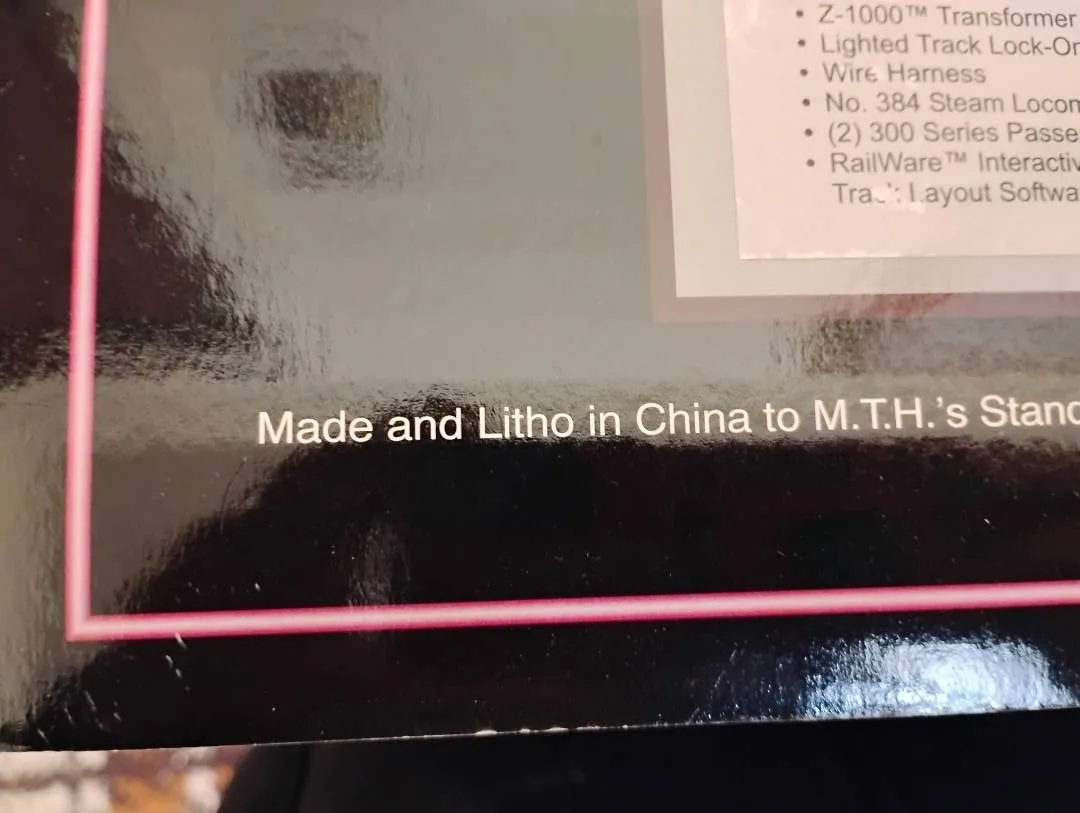 • Z-1000™ Transformer
• Lighted Track Lock-On
• Wire Harness
• No. 384 Steam Locom
• (2) 300 Series Passe
• RailWare™ Interactiv
Track Layout Softwa
Made and Litho in China to M.T.H.'s Stand